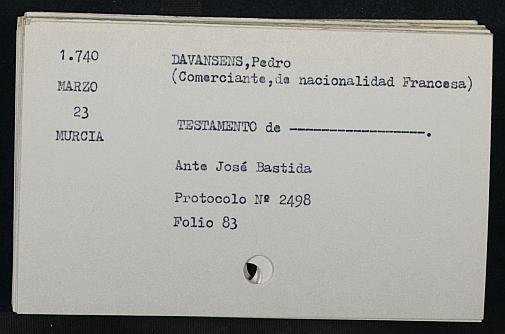 1.740
MARZO
23
MURCIA
DAVANSENS,Pedro
(Comerciante,de nacionalidad Francesa)
TESTAMENTO de ------------------.
Ante José Bastida
Protocolo Nº 2498
Folio 83